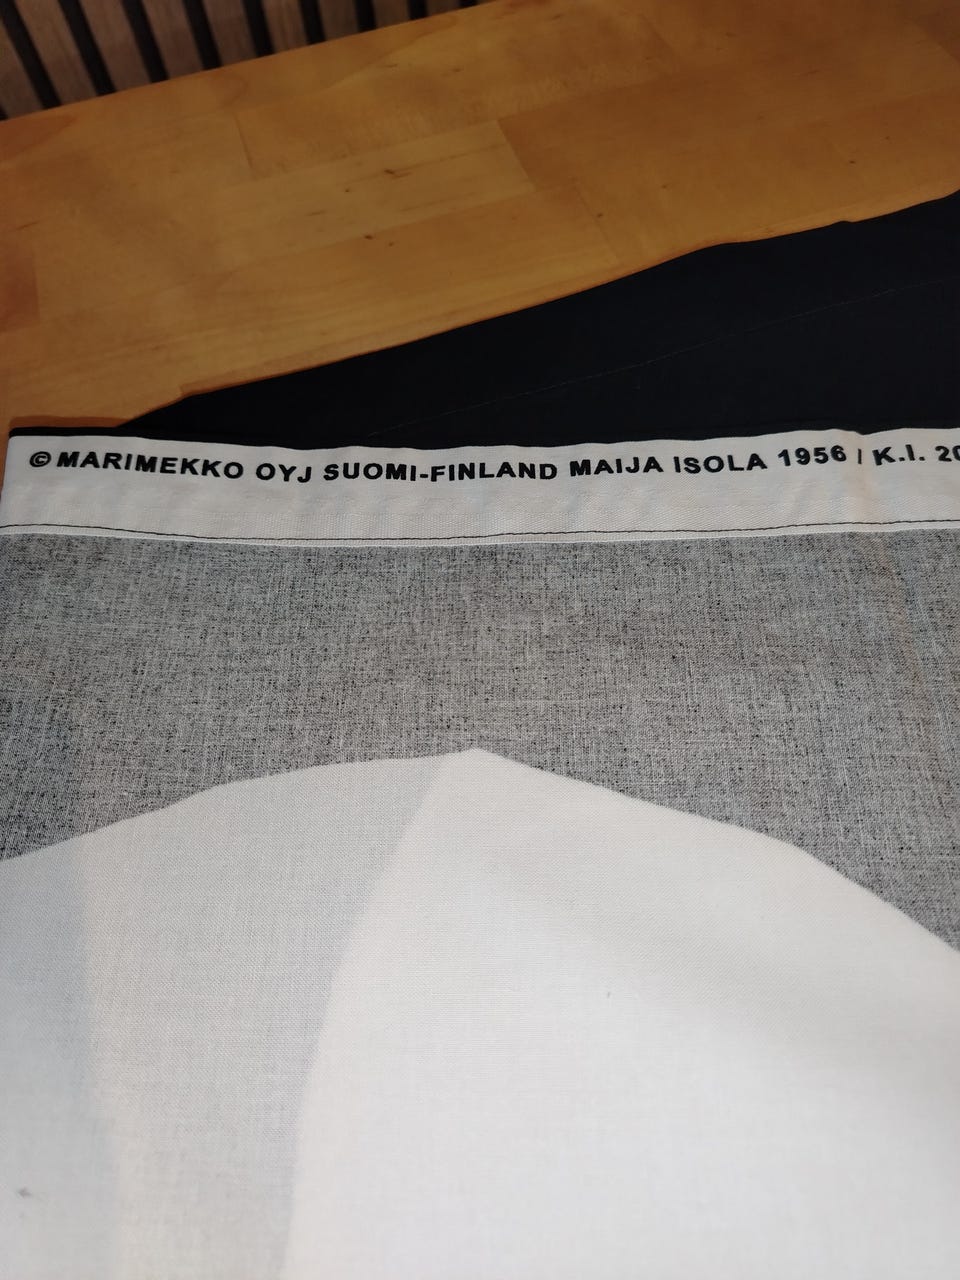 © MARIMEKKO OYJ SUOMI-FINLAND MAIJA ISOLA 1956 / K.I.